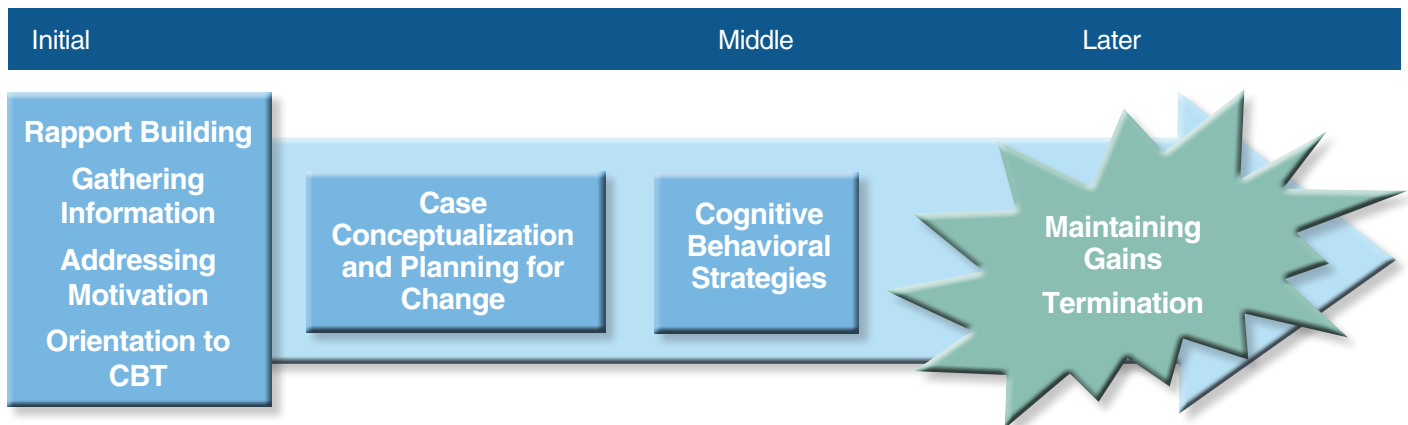 Initial
Middle
Later
Rapport Building
Gathering
Information
Addressing
Motivation
Orientation to
CBT
Case
Conceptualization
and Planning for
Change
Cognitive
Behavioral
Strategies
Maintaining
Gains
Termination